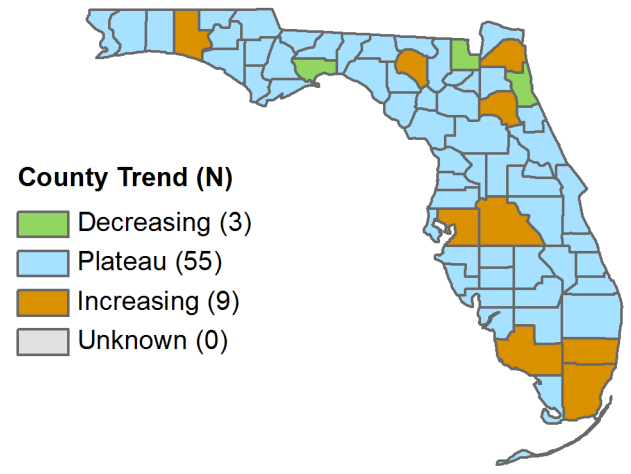 County Trend (N)
Decreasing (3)
Plateau (55)
Increasing (9)
Unknown (0)